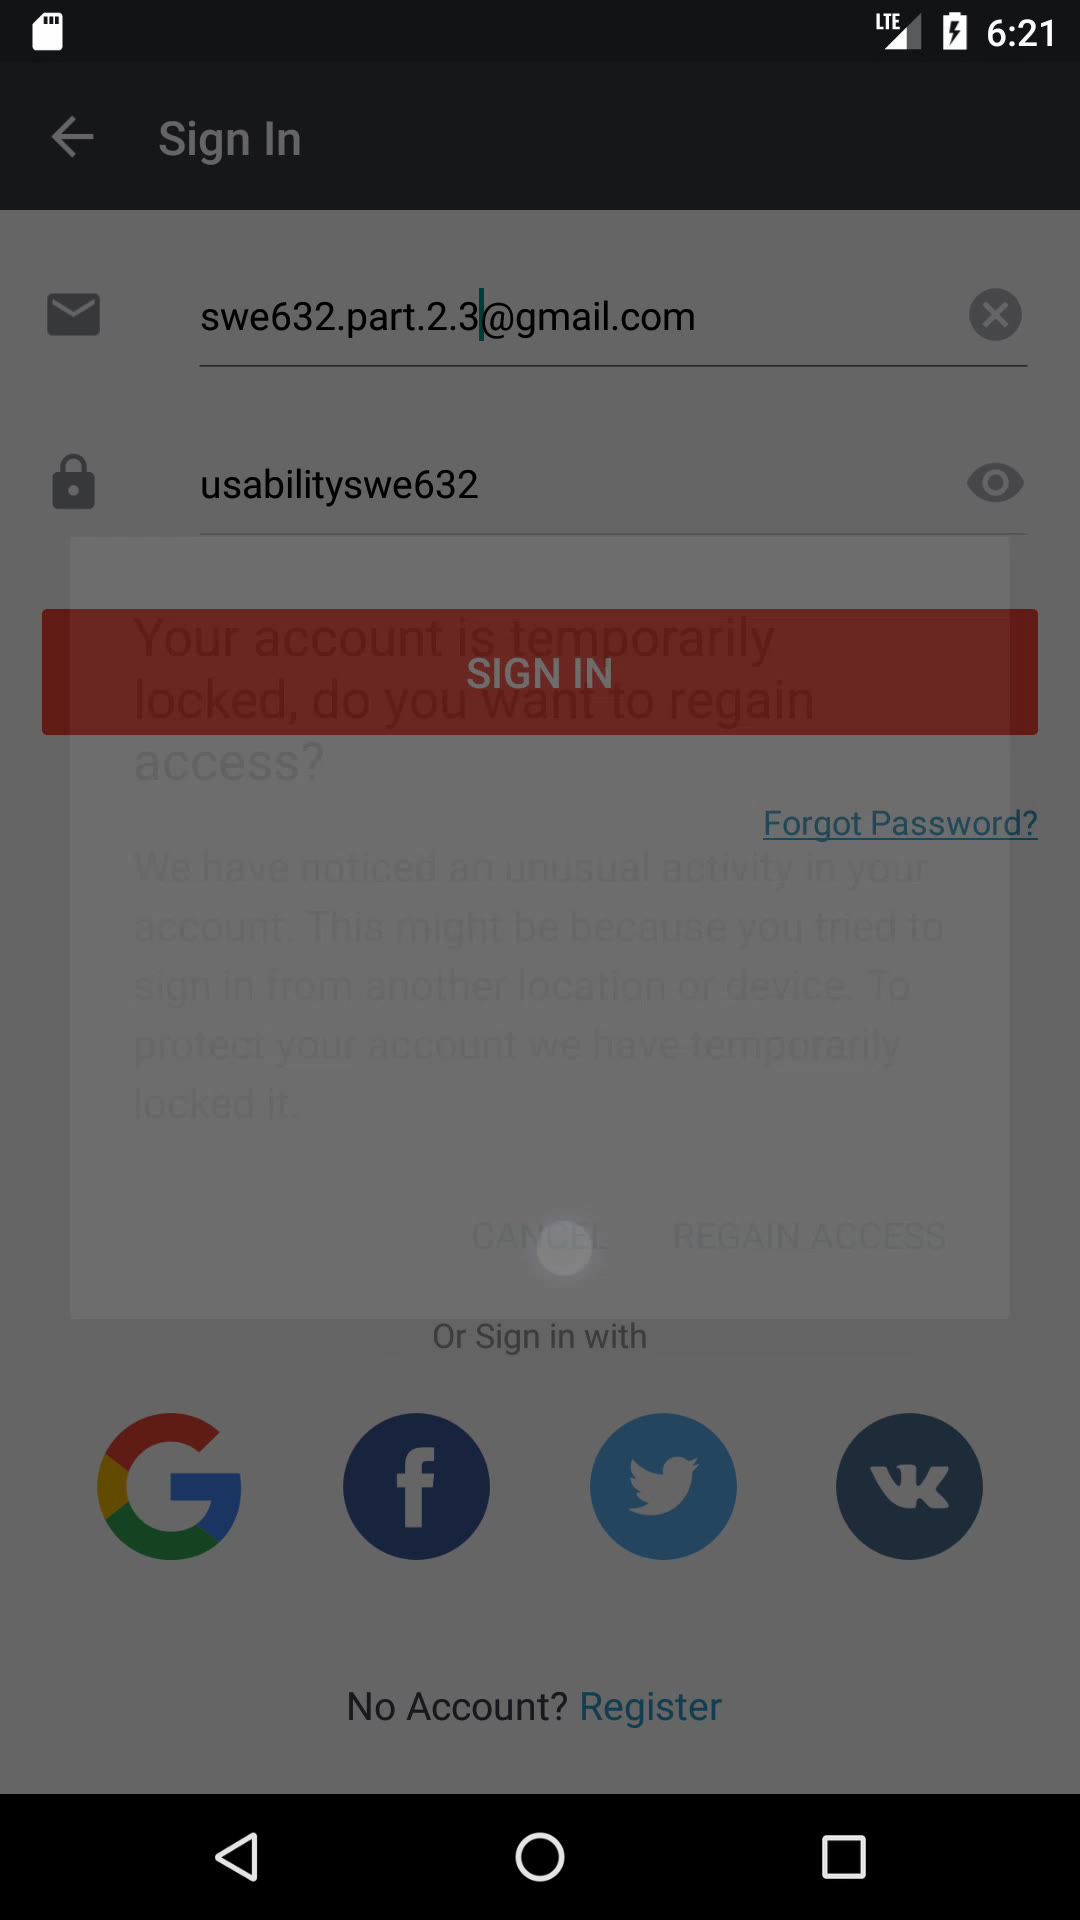 LTE 6:21
Sign In
swe632.part.2.3@gmail.com
usabilityswe632
Your account is temporarily
SIGN IN
locked, do you want to regain
access?
Forgot Password?
We have noticed an unusual activity in your
account. This might be because you tried to
sign in from another location or device. To
protect your account we have temporarily
locked it.
CANCEL REGAIN ACCESS
Or Sign in with
No Account? Register